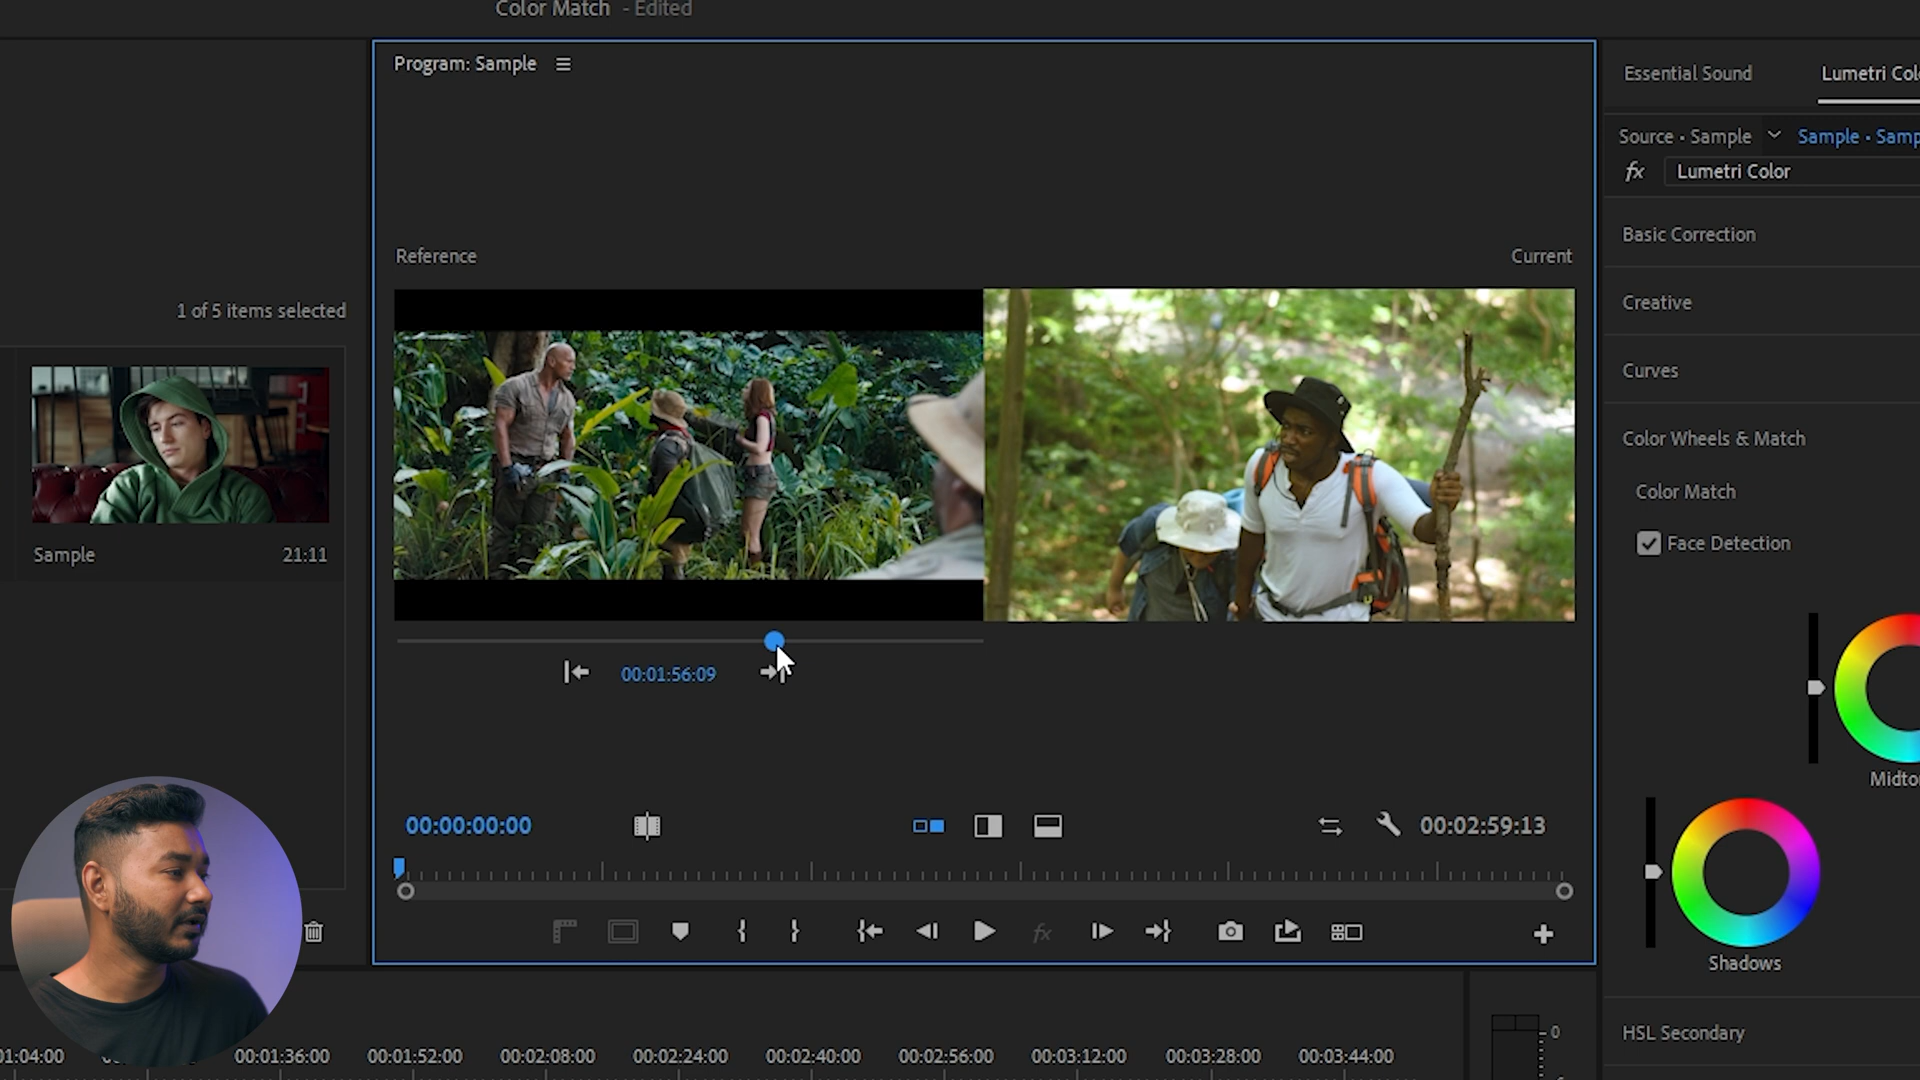 Color Match - Edited
Program: Sample
Essential Sound
Lumetri Col
Source • Sample
Sample • Samp
fx
Lumetri Color
Reference
Current
Basic Correction
1 of 5 items selected
Creative
Curves
Color Wheels & Match
Color Match
Face Detection
Sample
21:11
00:01:56:09
Midto
00:00:00:00
00:02:59:13
fx
Shadows
HSL Secondary
0
01:04:00
00:01:36:00
00:01:52:00
00:02:08:00
00:02:24:00
00:02:40:00
00:02:56:00
00:03:12:00
00:03:28:00
00:03:44:00